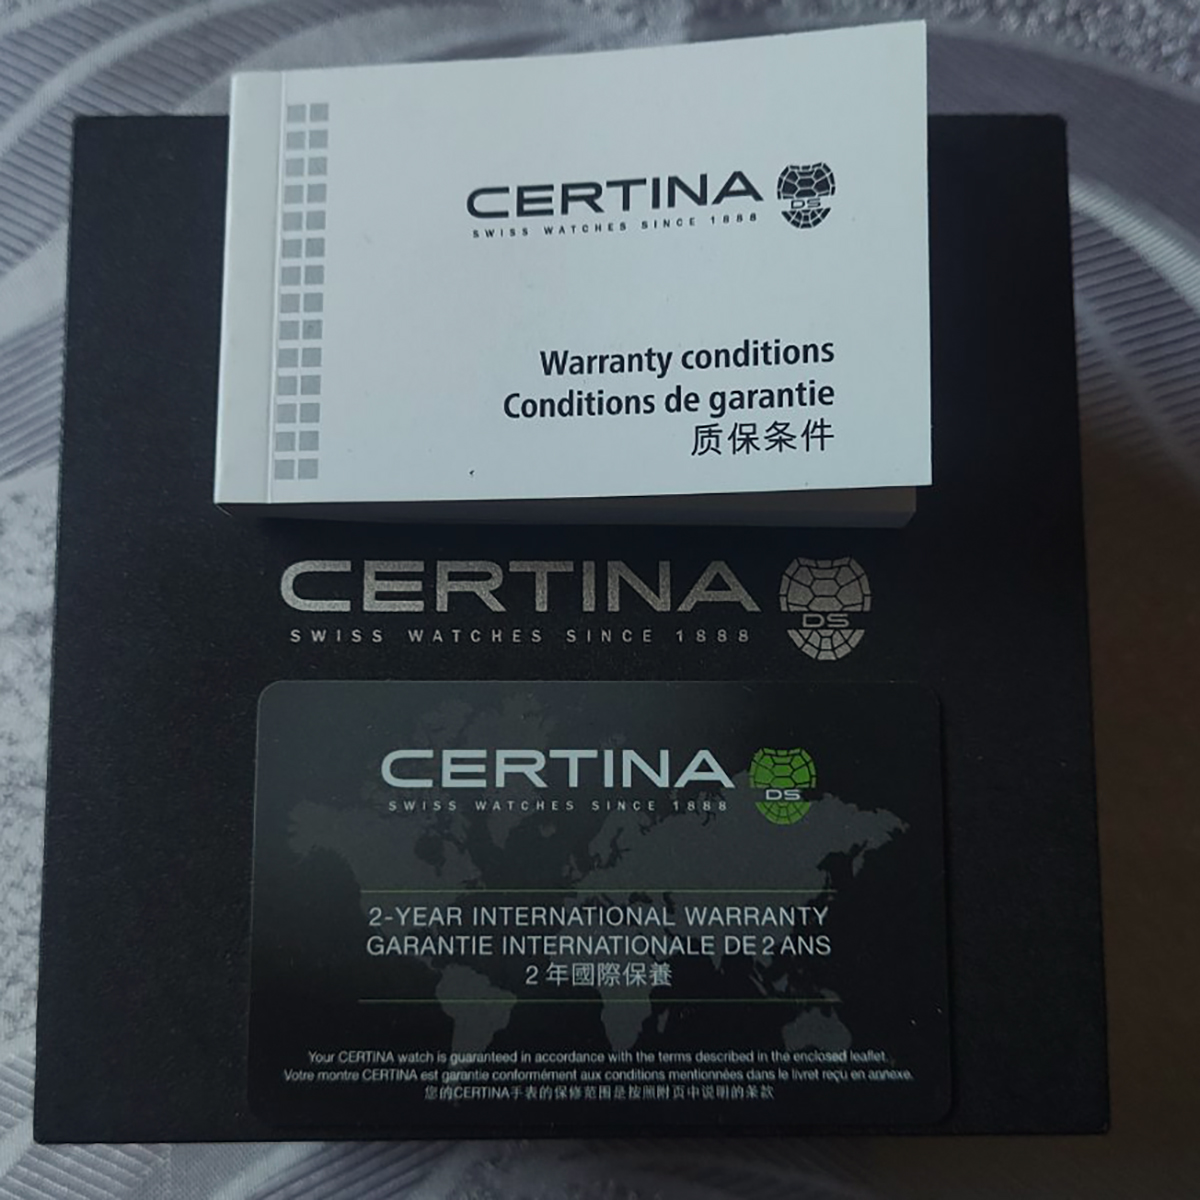 CERTINA
SWISS WATCHES SINCE 1888
DS
Warranty conditions
Conditions de garantie
质保条件
CERTINA
SWISS WATCHES SINCE 1888
DS
CERTINA
SWISS WATCHES SINCE 1888
DS
2-YEAR INTERNATIONAL WARRANTY
GARANTIE INTERNATIONALE DE 2 ANS
2 年國際保養
Your CERTINA watch is guaranteed in accordance with the terms described in the enclosed leaflet.
Votre montre CERTINA est garantie conformément aux conditions mentionnées dans le livret reçu en annexe.
您的CERTINA手表的保修范围是按照附页中说明的条款